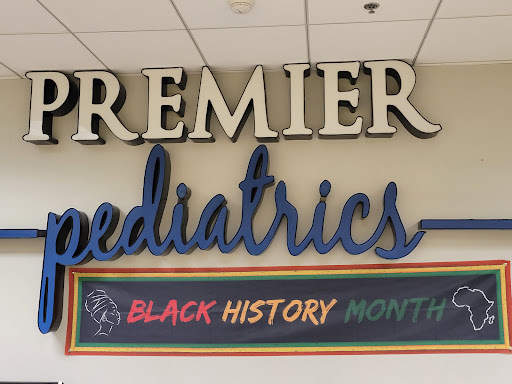 PREMIER
pediatrics
BLACK HISTORY MONTH